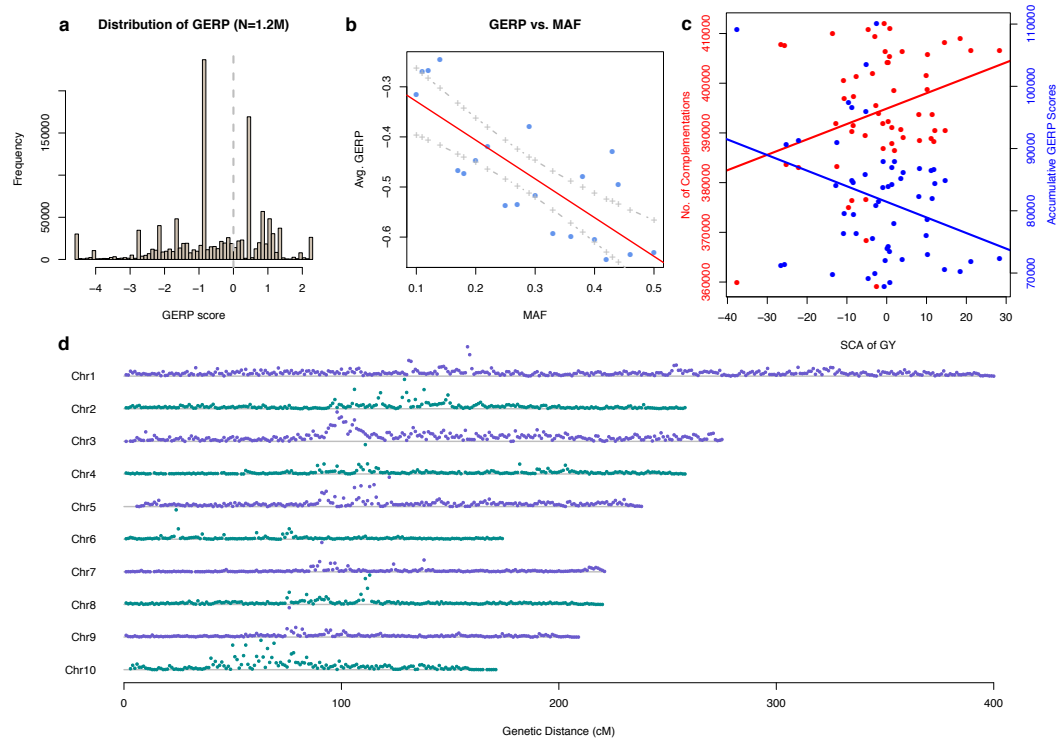 a
Distribution of GERP (N=1.2M)
Frequency
0
50000
150000
−4
−3
−2
−1
0
1
2
GERP score
b
GERP vs. MAF
Avg. GERP
−0.3
−0.4
−0.5
−0.6
0.1
0.2
0.3
0.4
0.5
MAF
c
No. of Complementations
360000
370000
380000
390000
400000
410000
Accumulative GERP Scores
70000
80000
90000
100000
110000
−40
−30
−20
−10
0
10
20
30
SCA of GY
d
Chr1
Chr2
Chr3
Chr4
Chr5
Chr6
Chr7
Chr8
Chr9
Chr10
0
100
200
300
400
Genetic Distance (cM)